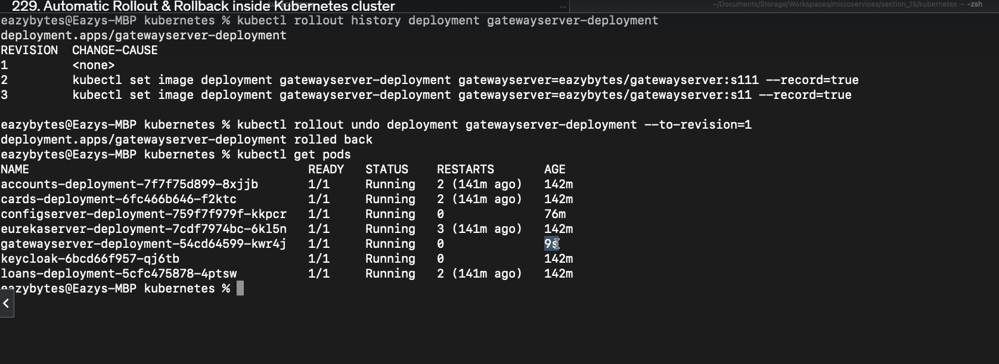 229. Automatic Rollout & Rollback inside Kubernetes cluster
~/Documents/Storage/Workspaces/microservices/section_15/kubernetes — -zsh
eazybytes@Eazys-MBP kubernetes % kubectl rollout history deployment gatewayserver-deployment
deployment.apps/gatewayserver-deployment
REVISION  CHANGE-CAUSE
1         <none>
2         kubectl set image deployment gatewayserver-deployment gatewayserver=eazybytes/gatewayserver:s111 --record=true
3         kubectl set image deployment gatewayserver-deployment gatewayserver=eazybytes/gatewayserver:s11 --record=true
eazybytes@Eazys-MBP kubernetes % kubectl rollout undo deployment gatewayserver-deployment --to-revision=1
deployment.apps/gatewayserver-deployment rolled back
eazybytes@Eazys-MBP kubernetes % kubectl get pods
NAME                                       READY   STATUS    RESTARTS       AGE
accounts-deployment-7f7f75d899-8xjjb       1/1     Running   2 (141m ago)   142m
cards-deployment-6fc466b646-f2ktc          1/1     Running   2 (141m ago)   142m
configserver-deployment-759f7f979f-kkpcr   1/1     Running   0              76m
eurekaserver-deployment-7cdf7974bc-6kl5n   1/1     Running   3 (141m ago)   142m
gatewayserver-deployment-54cd64599-kwr4j   1/1     Running   0              9s
keycloak-6bcd66f957-qj6tb                  1/1     Running   0              142m
loans-deployment-5cfc475878-4ptsw          1/1     Running   2 (141m ago)   142m
eazybytes@Eazys-MBP kubernetes %